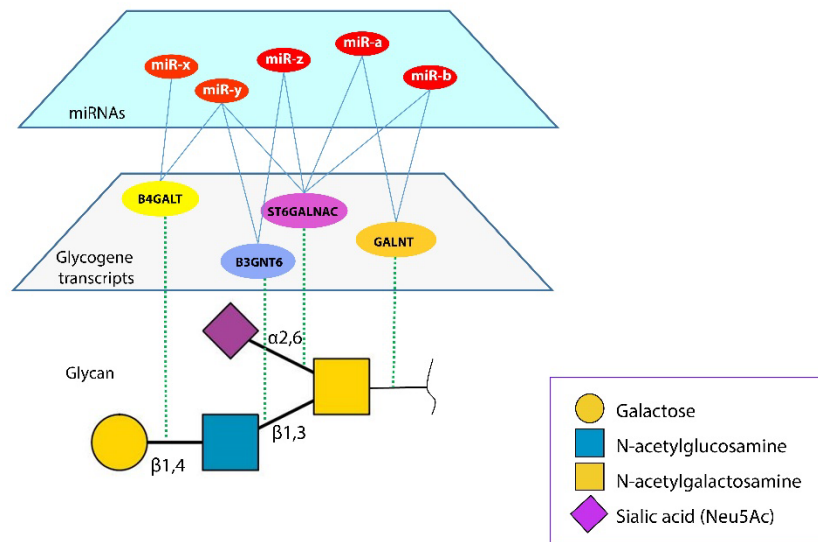 miR-a
miR-x
miR-z
miR-b
miR-y
miRNAs
B4GALT
ST6GALNAC
GALNT
B3GNT6
Glycogene
transcripts
α2,6
Glycan
β1,3
β1,4
Galactose
N-acetylglucosamine
N-acetylgalactosamine
Sialic acid (Neu5Ac)